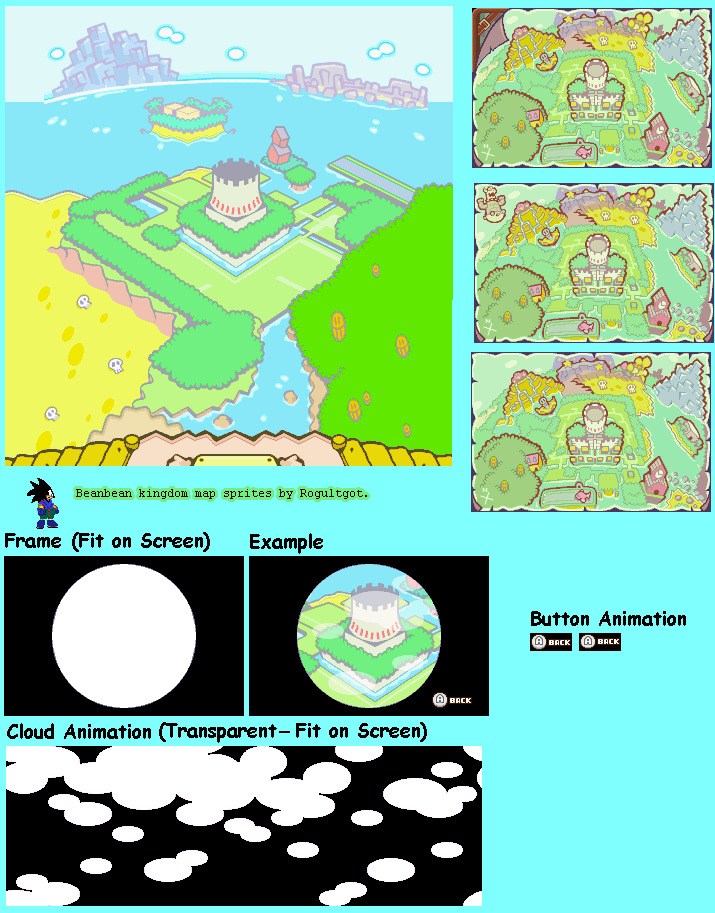 Beanbean kingdom map sprites by Rogultgot.
Frame (Fit on Screen)
Example
A BACK
Button Animation
A BACK
A BACK
Cloud Animation (Transparent-Fit on Screen)